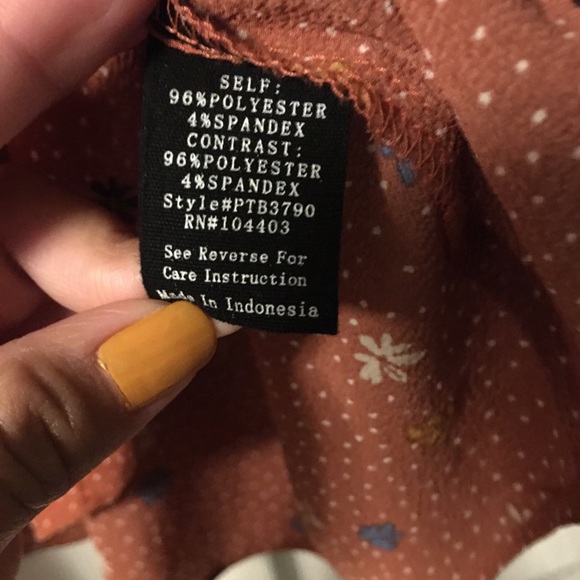 SELF:
96%POLYESTER
4%SPANDEX
CONTRAST:
96%POLYESTER
4%SPANDEX
Style#PTB3790
RN#104403
See Reverse For
Care Instruction
Made In Indonesia